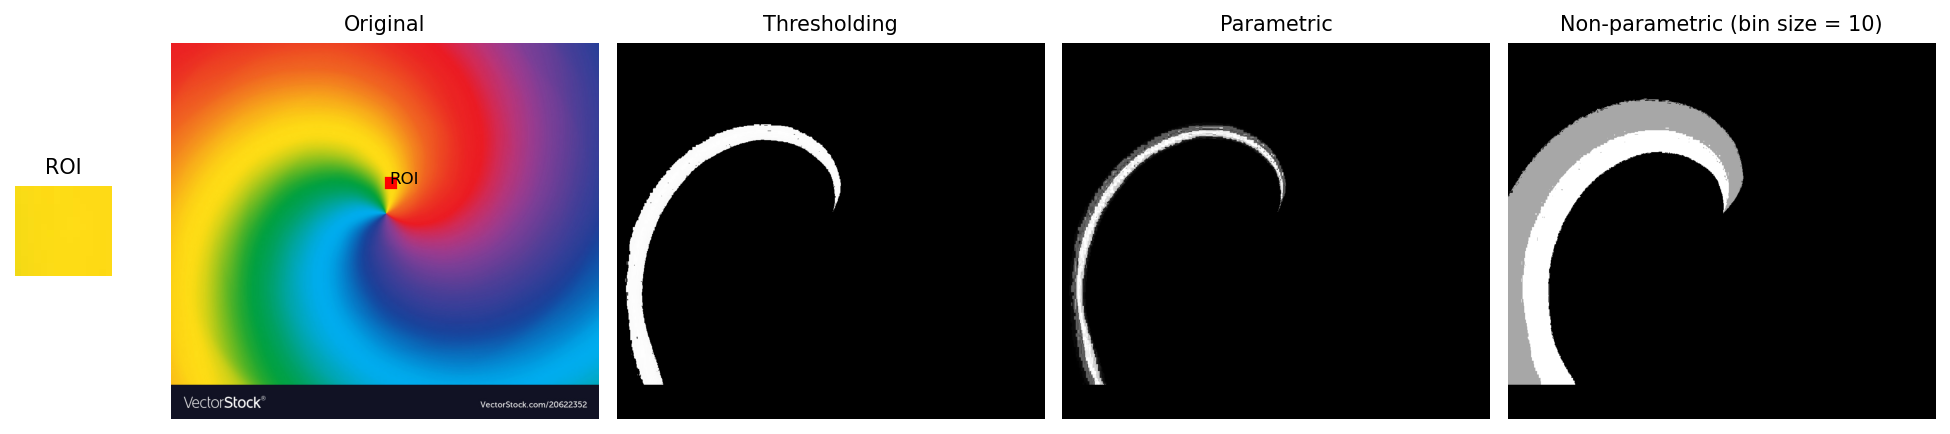 Original
Thresholding
Parametric
Non-parametric (bin size = 10)
ROI
ROI
VectorStock®
VectorStock.com/20622352